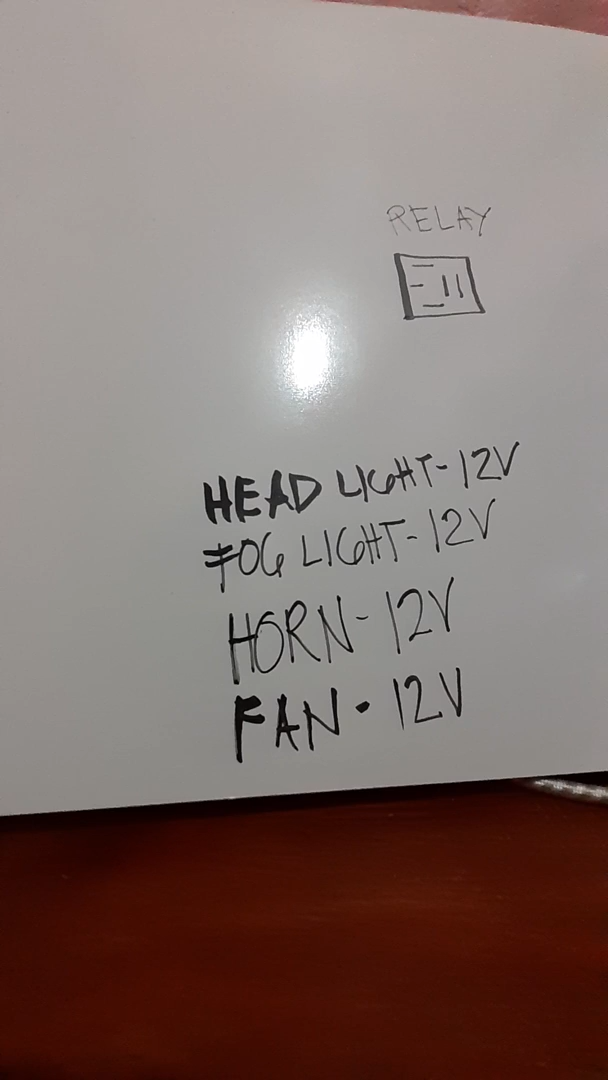 RELAY
HEAD LIGHT-12V
FOG LIGHT-12V
HORN-12V
FAN-12V